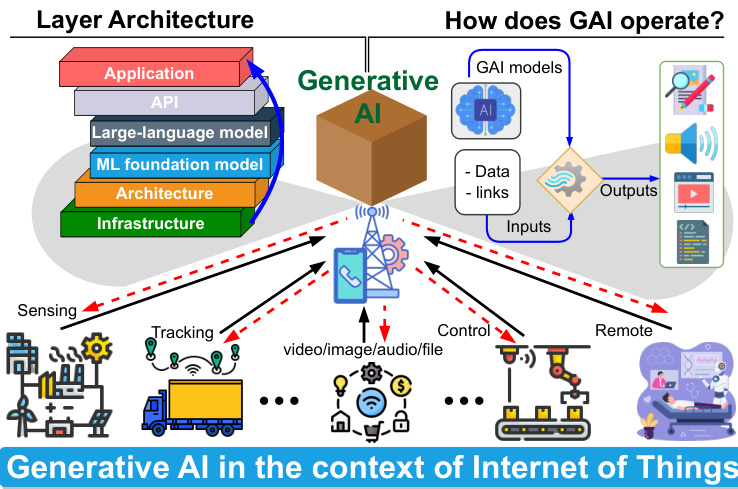 Layer Architecture
How does GAI operate?
Application
API
Large-language model
ML foundation model
Architecture
Infrastructure
Generative
AI
GAI models
AI
- Data
- links
Inputs
Outputs
Sensing
Tracking
video/image/audio/file
Control
Remote
Generative AI in the context of Internet of Things